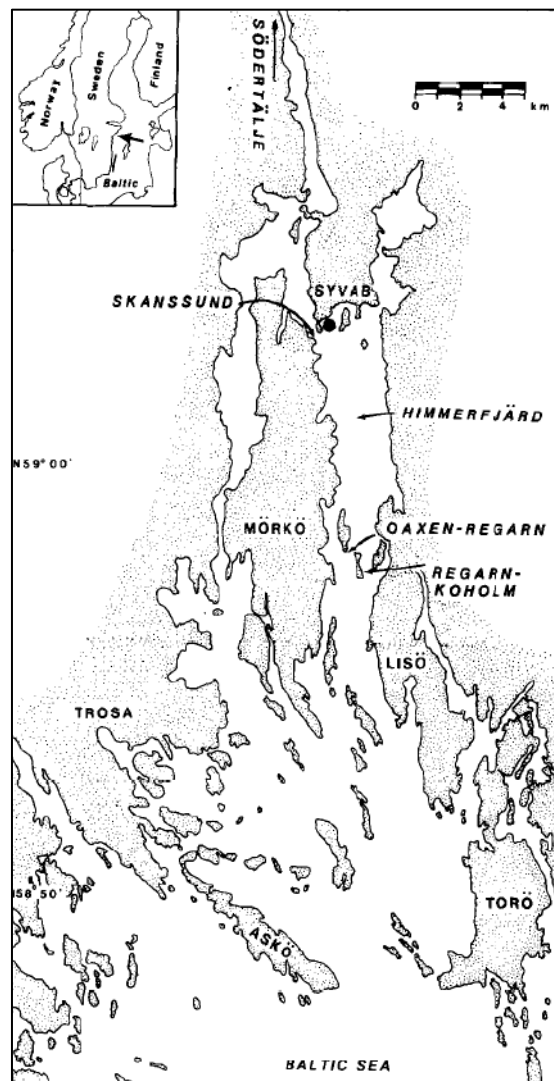 Norway
Sweden
Finland
Baltic
SÖDERTÄLJE
0 2 4
km
SYVAB
SKANSSUND
HIMMERFJÄRD
N59°00'
MÖRKÖ
OAXEN-REGARN
REGARN-
KOHOLM
LISÖ
TROSA
N58°50'
TORÖ
ASKÖ
BALTIC SEA